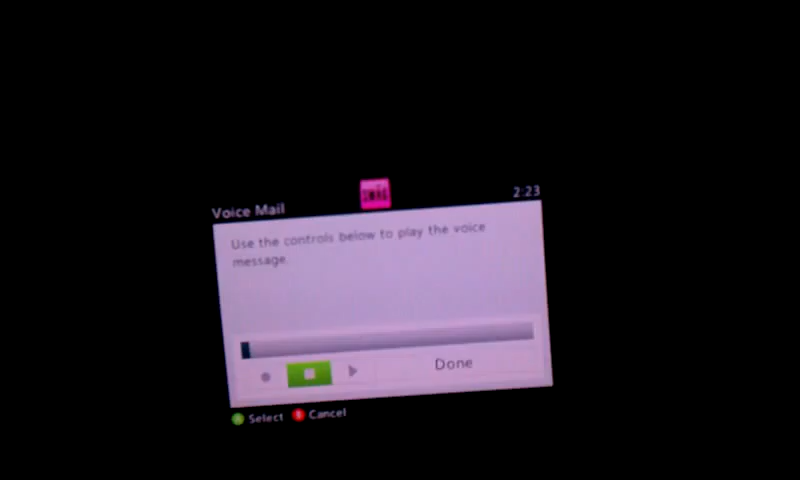 Voice Mail
2:23
Use the controls below to play the voice
message.
Done
Select
Cancel